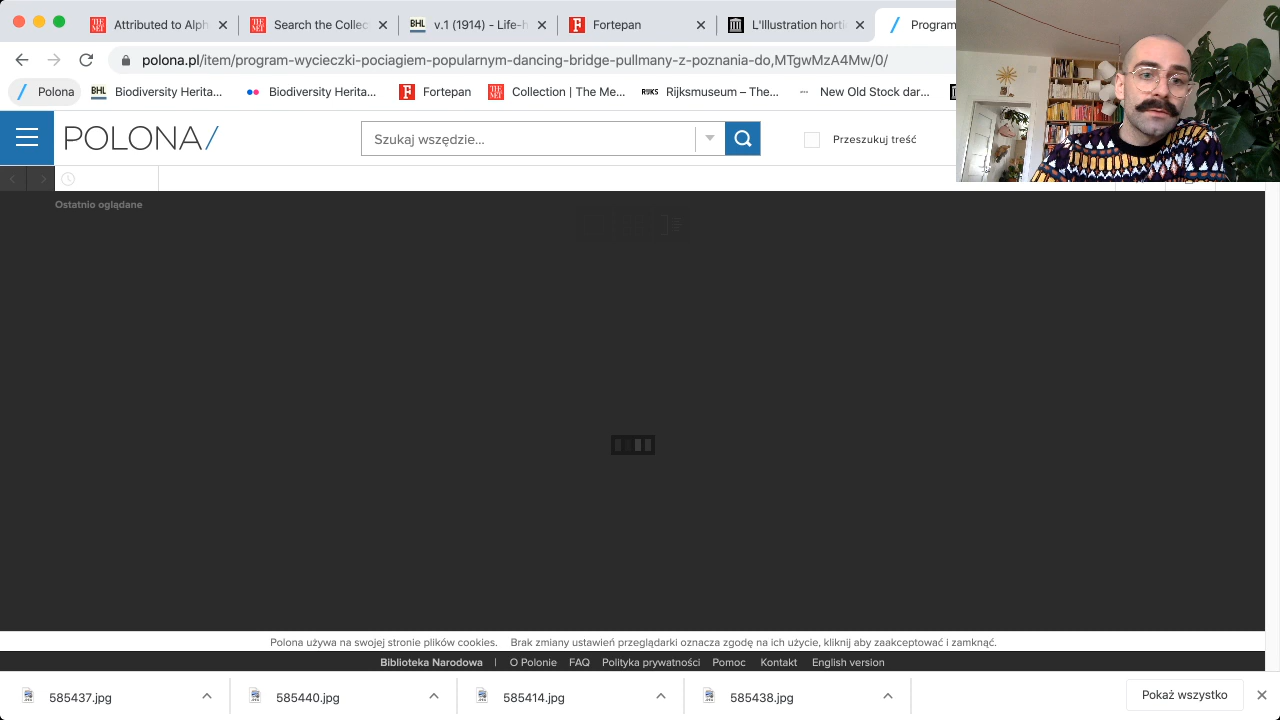 Attributed to Alph
Search the Collec
v.1 (1914) - Life-h
Fortepan
L'Illustration horti
Program
polona.pl/item/program-wycieczki-pociagiem-popularnym-dancing-bridge-pullmany-z-poznania-do,MTgwMzA4Mw/0/
Polona
BHL Biodiversity Herita...
Biodiversity Herita...
Fortepan
Collection | The Me...
RIJKS Rijksmuseum – The...
New Old Stock dar...
POLONA/
Szukaj wszędzie...
Przeszukuj treść
Ostatnio oglądane
Polona używa na swojej stronie plików cookies. Brak zmiany ustawień przeglądarki oznacza zgodę na ich użycie, kliknij aby zaakceptować i zamknąć.
Biblioteka Narodowa | O Polonie FAQ Polityka prywatności Pomoc Kontakt English version
585437.jpg
585440.jpg
585414.jpg
585438.jpg
Pokaż wszystko